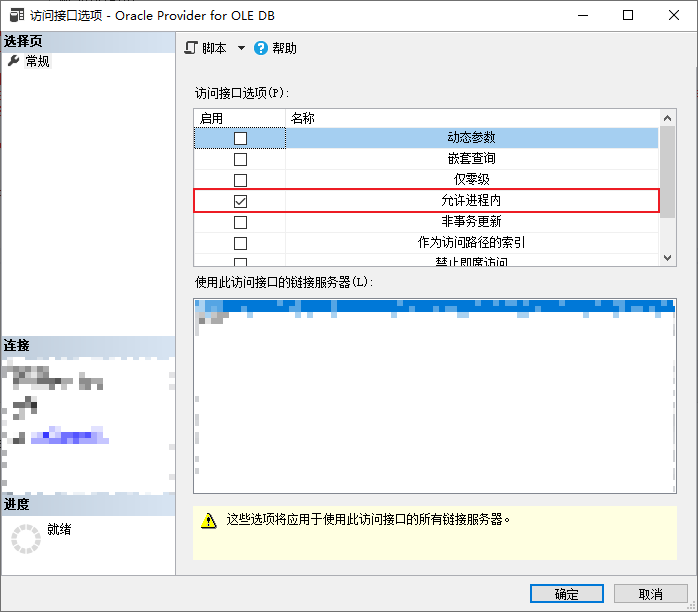 访问接口选项 - Oracle Provider for OLE DB
选择页
常规
脚本 帮助
访问接口选项(P):
启用 名称
动态参数
嵌套查询
仅零级
允许进程内
非事务更新
作为访问路径的索引
禁止即席访问
使用此访问接口的链接服务器(L):
连接
进度
就绪
这些选项将应用于使用此访问接口的所有链接服务器。
确定 取消